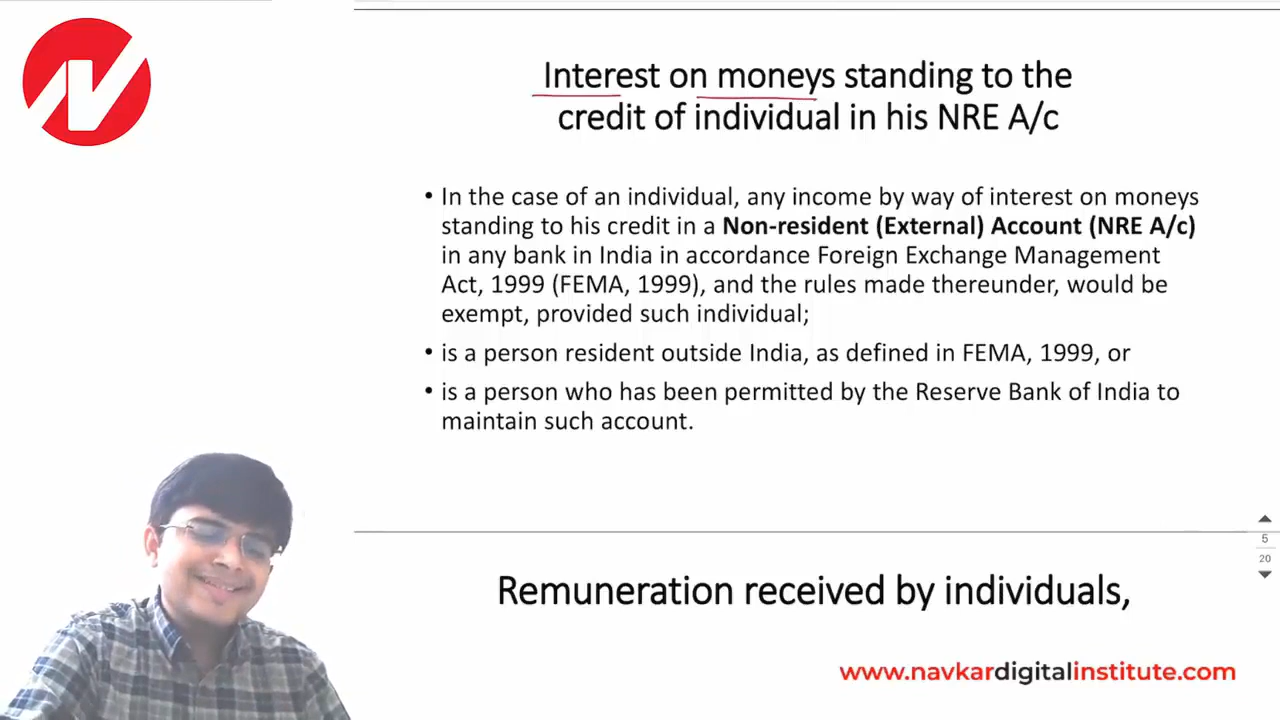 Interest on moneys standing to the
credit of individual in his NRE A/c
• In the case of an individual, any income by way of interest on moneys
standing to his credit in a Non-resident (External) Account (NRE A/c)
in any bank in India in accordance Foreign Exchange Management
Act, 1999 (FEMA, 1999), and the rules made thereunder, would be
exempt, provided such individual;
• is a person resident outside India, as defined in FEMA, 1999, or
• is a person who has been permitted by the Reserve Bank of India to
maintain such account.
5
20
Remuneration received by individuals,
www.navkardigitalinstitute.com